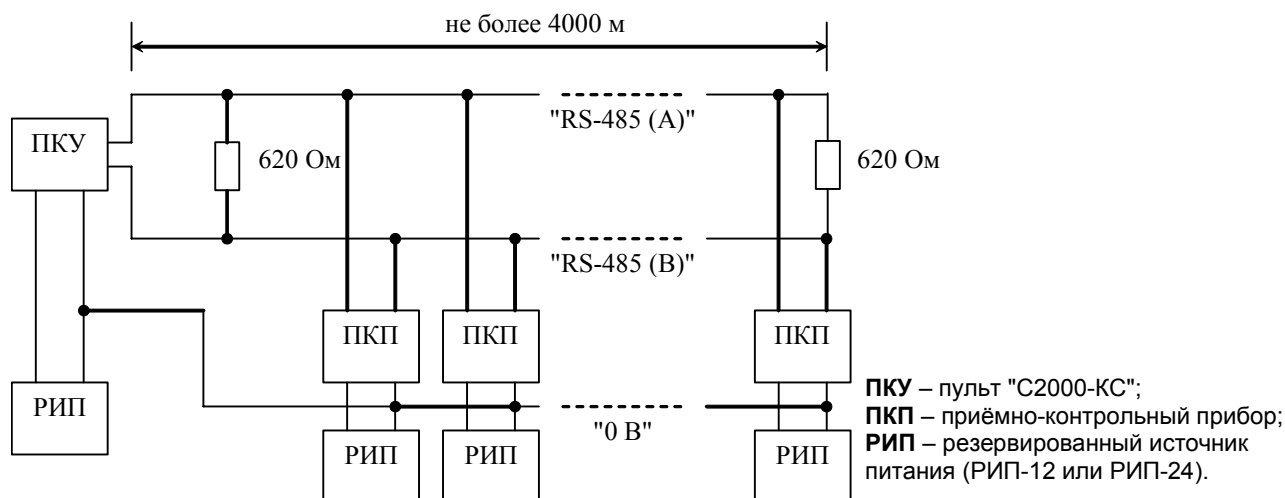 не более 4000 м
"RS-485 (A)"
ПКУ
620 Ом
620 Ом
"RS-485 (B)"
ПКП
ПКП
ПКП
РИП
"0 В"
РИП
РИП
РИП
ПКУ – пульт "С2000-КС";
ПКП – приёмно-контрольный прибор;
РИП – резервированный источник
питания (РИП-12 или РИП-24).